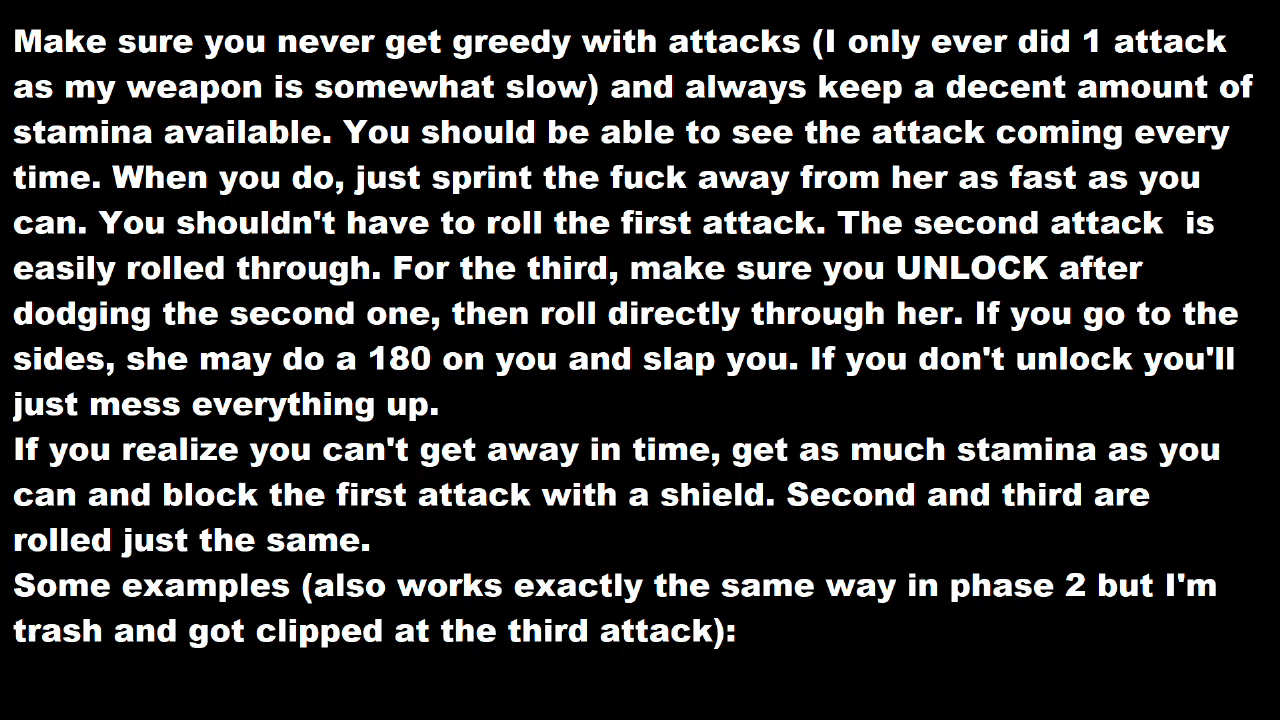 Make sure you never get greedy with attacks (I only ever did 1 attack
as my weapon is somewhat slow) and always keep a decent amount of
stamina available. You should be able to see the attack coming every
time. When you do, just sprint the fuck away from her as fast as you
can. You shouldn't have to roll the first attack. The second attack  is
easily rolled through. For the third, make sure you UNLOCK after
dodging the second one, then roll directly through her. If you go to the
sides, she may do a 180 on you and slap you. If you don't unlock you'll
just mess everything up.
If you realize you can't get away in time, get as much stamina as you
can and block the first attack with a shield. Second and third are
rolled just the same.
Some examples (also works exactly the same way in phase 2 but I'm
trash and got clipped at the third attack):